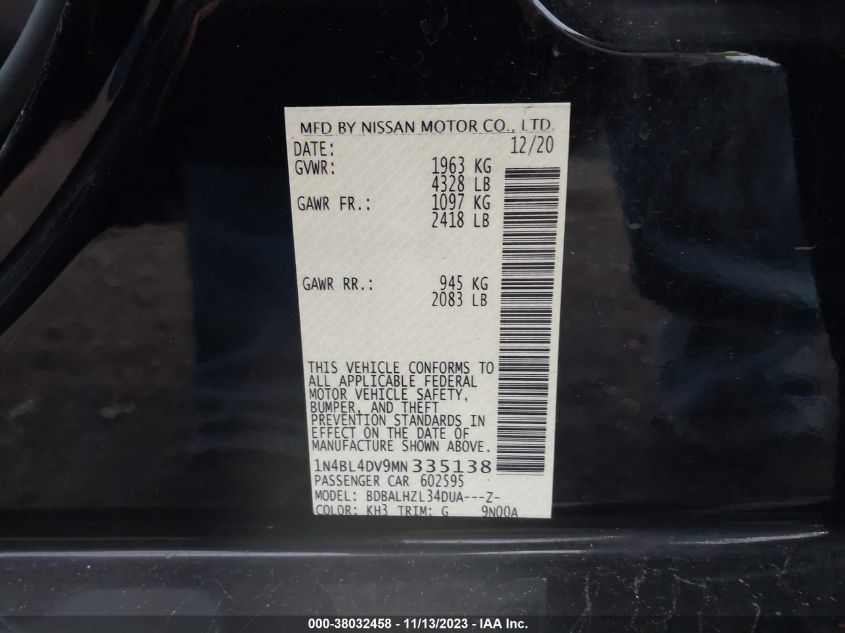 MFD BY NISSAN MOTOR CO., LTD.
DATE: 12/20
GVWR: 1963 KG
4328 LB
GAWR FR.: 1097 KG
2418 LB
GAWR RR.: 945 KG
2083 LB
THIS VEHICLE CONFORMS TO
ALL APPLICABLE FEDERAL
MOTOR VEHICLE SAFETY,
BUMPER, AND THEFT
PREVENTION STANDARDS IN
EFFECT ON THE DATE OF
MANUFACTURE SHOWN ABOVE.
1N4BL4DV9MN335138
PASSENGER CAR 602595
MODEL: BDBALHZL34DUA---Z-
COLOR: KH3 TRIM: G 9N00A
000-38032458 - 11/13/2023 - IAA Inc.